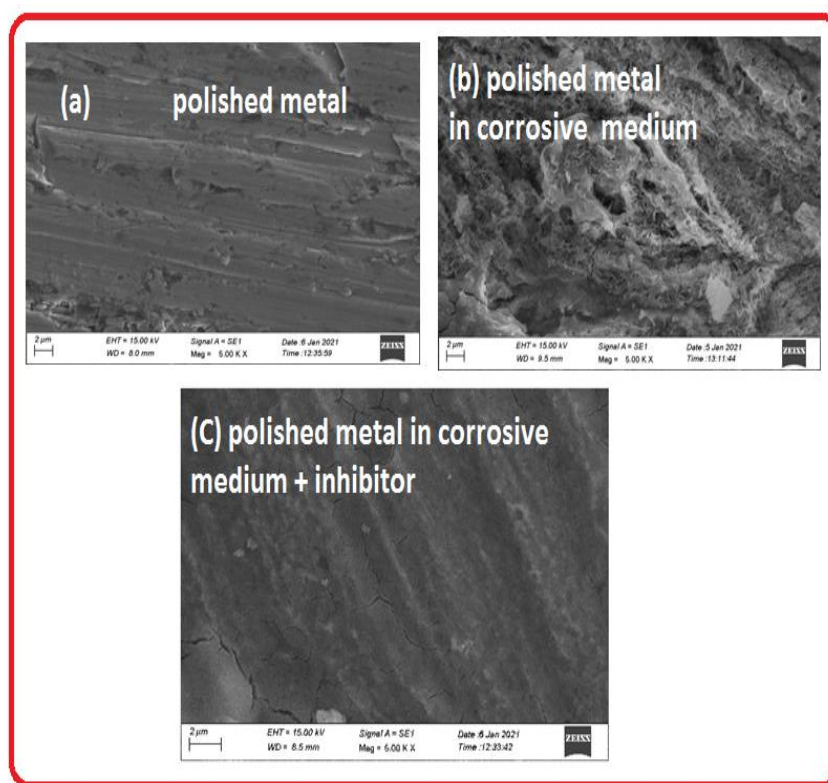 (a) polished metal
2 μm
EHT = 15.00 kV
WD = 8.0 mm
Signal A = SE1
Mag = 5.00 K X
Date :6 Jan 2021
Time :12:35:59
ZEISS
(b) polished metal
in corrosive medium
2 μm
EHT = 15.00 kV
WD = 9.5 mm
Signal A = SE1
Mag = 5.00 K X
Date :5 Jan 2021
Time :13:11:44
ZEISS
(C) polished metal in corrosive
medium + inhibitor
2 μm
EHT = 15.00 kV
WD = 8.5 mm
Signal A = SE1
Mag = 5.00 K X
Date :6 Jan 2021
Time :12:33:42
ZEISS